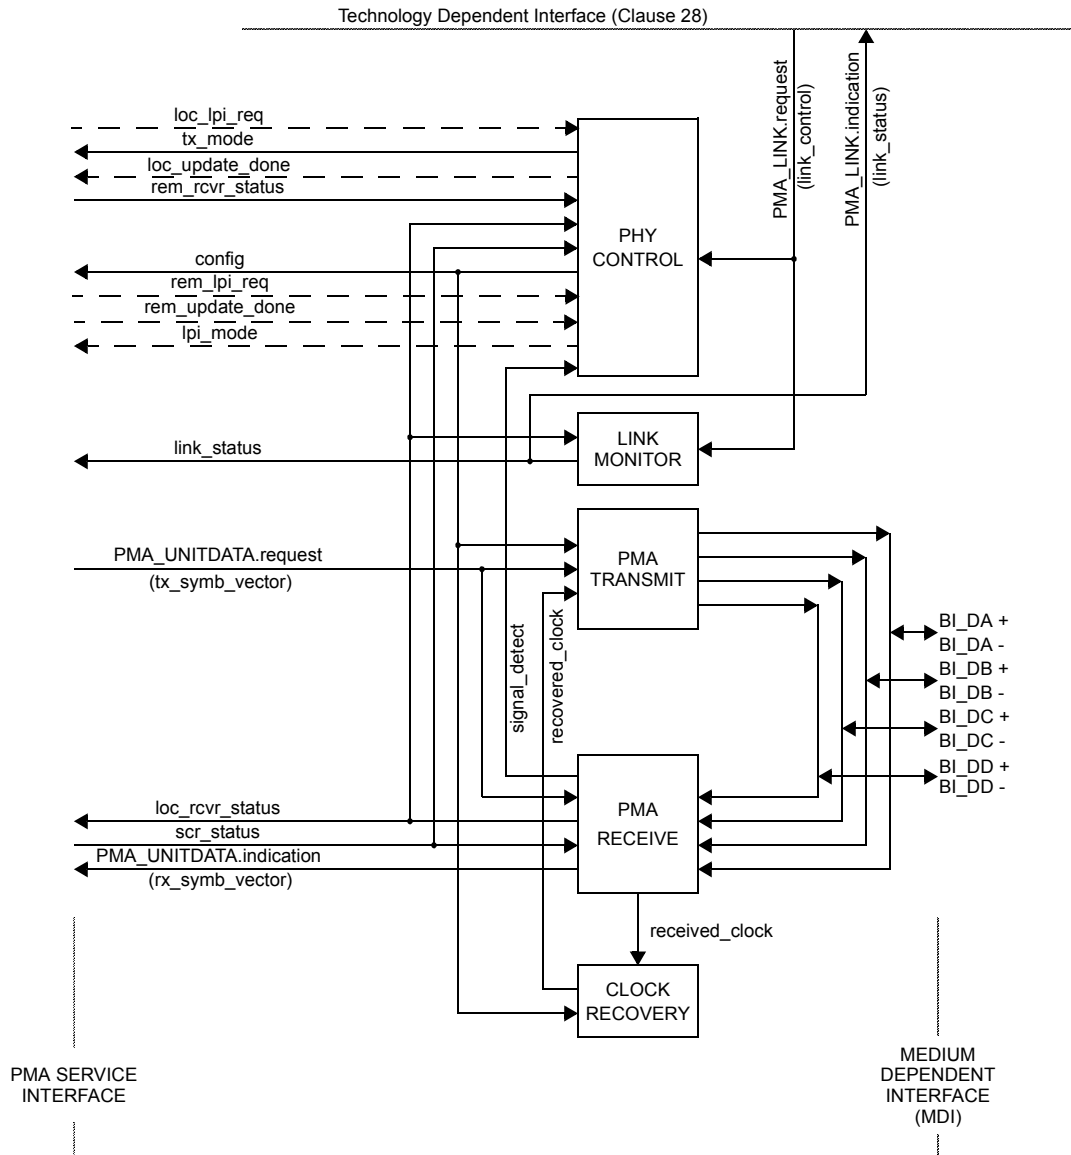 Technology Dependent Interface (Clause 28)
PMA_LINK.request
(link_control)
PMA_LINK.indication
(link_status)
loc_lpi_req
tx_mode
loc_update_done
rem_rcvr_status
config
rem_lpi_req
rem_update_done
lpi_mode
PHY
CONTROL
link_status
LINK
MONITOR
PMA_UNITDATA.request
(tx_symb_vector)
PMA
TRANSMIT
signal_detect
recovered_clock
BI_DA +
BI_DA -
BI_DB +
BI_DB -
BI_DC +
BI_DC -
BI_DD +
BI_DD -
loc_rcvr_status
scr_status
PMA_UNITDATA.indication
(rx_symb_vector)
PMA
RECEIVE
received_clock
CLOCK
RECOVERY
PMA SERVICE
INTERFACE
MEDIUM
DEPENDENT
INTERFACE
(MDI)